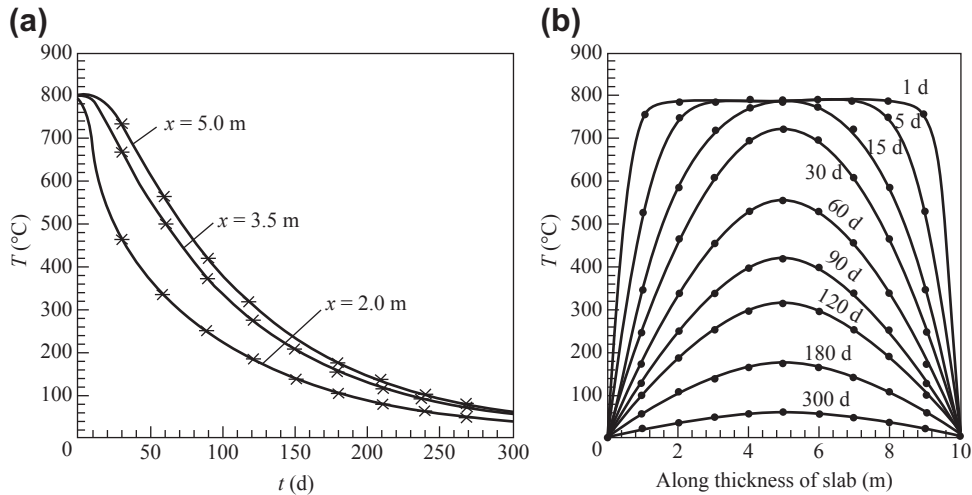 (a)
900
800
700
600
500
400
300
200
100
0
T (°C)
x = 5.0 m
x = 3.5 m
x = 2.0 m
50
100
150
200
250
300
t (d)
(b)
900
800
700
600
500
400
300
200
100
0
T (°C)
1 d
5 d
15 d
30 d
60 d
90 d
120 d
180 d
300 d
0
2
4
6
8
10
Along thickness of slab (m)